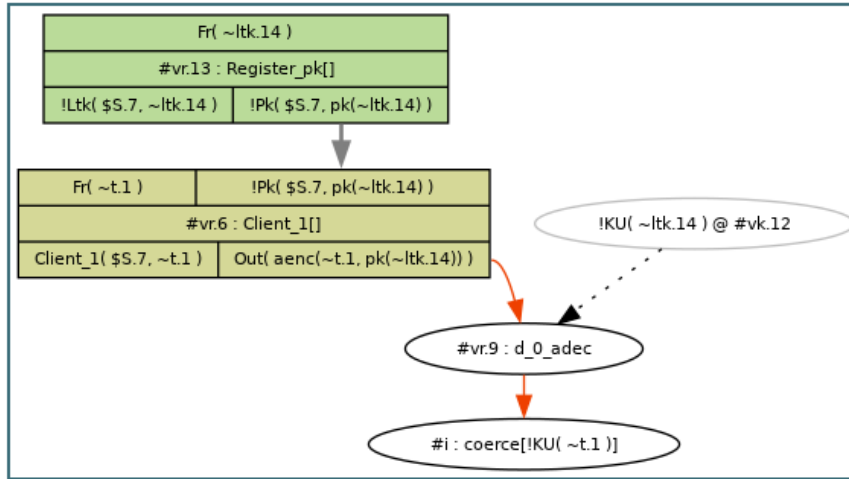 Fr( ~ltk.14 )
#vr.13 : Register_pk[]
!Ltk( $S.7, ~ltk.14 ) !Pk( $S.7, pk(~ltk.14) )
Fr( ~t.1 ) !Pk( $S.7, pk(~ltk.14) )
#vr.6 : Client_1[]
!KU( ~ltk.14 ) @ #vk.12
Client_1( $S.7, ~t.1 ) Out( aenc(~t.1, pk(~ltk.14)) )
#vr.9 : d_0_adec
#i : coerce[!KU( ~t.1 )]